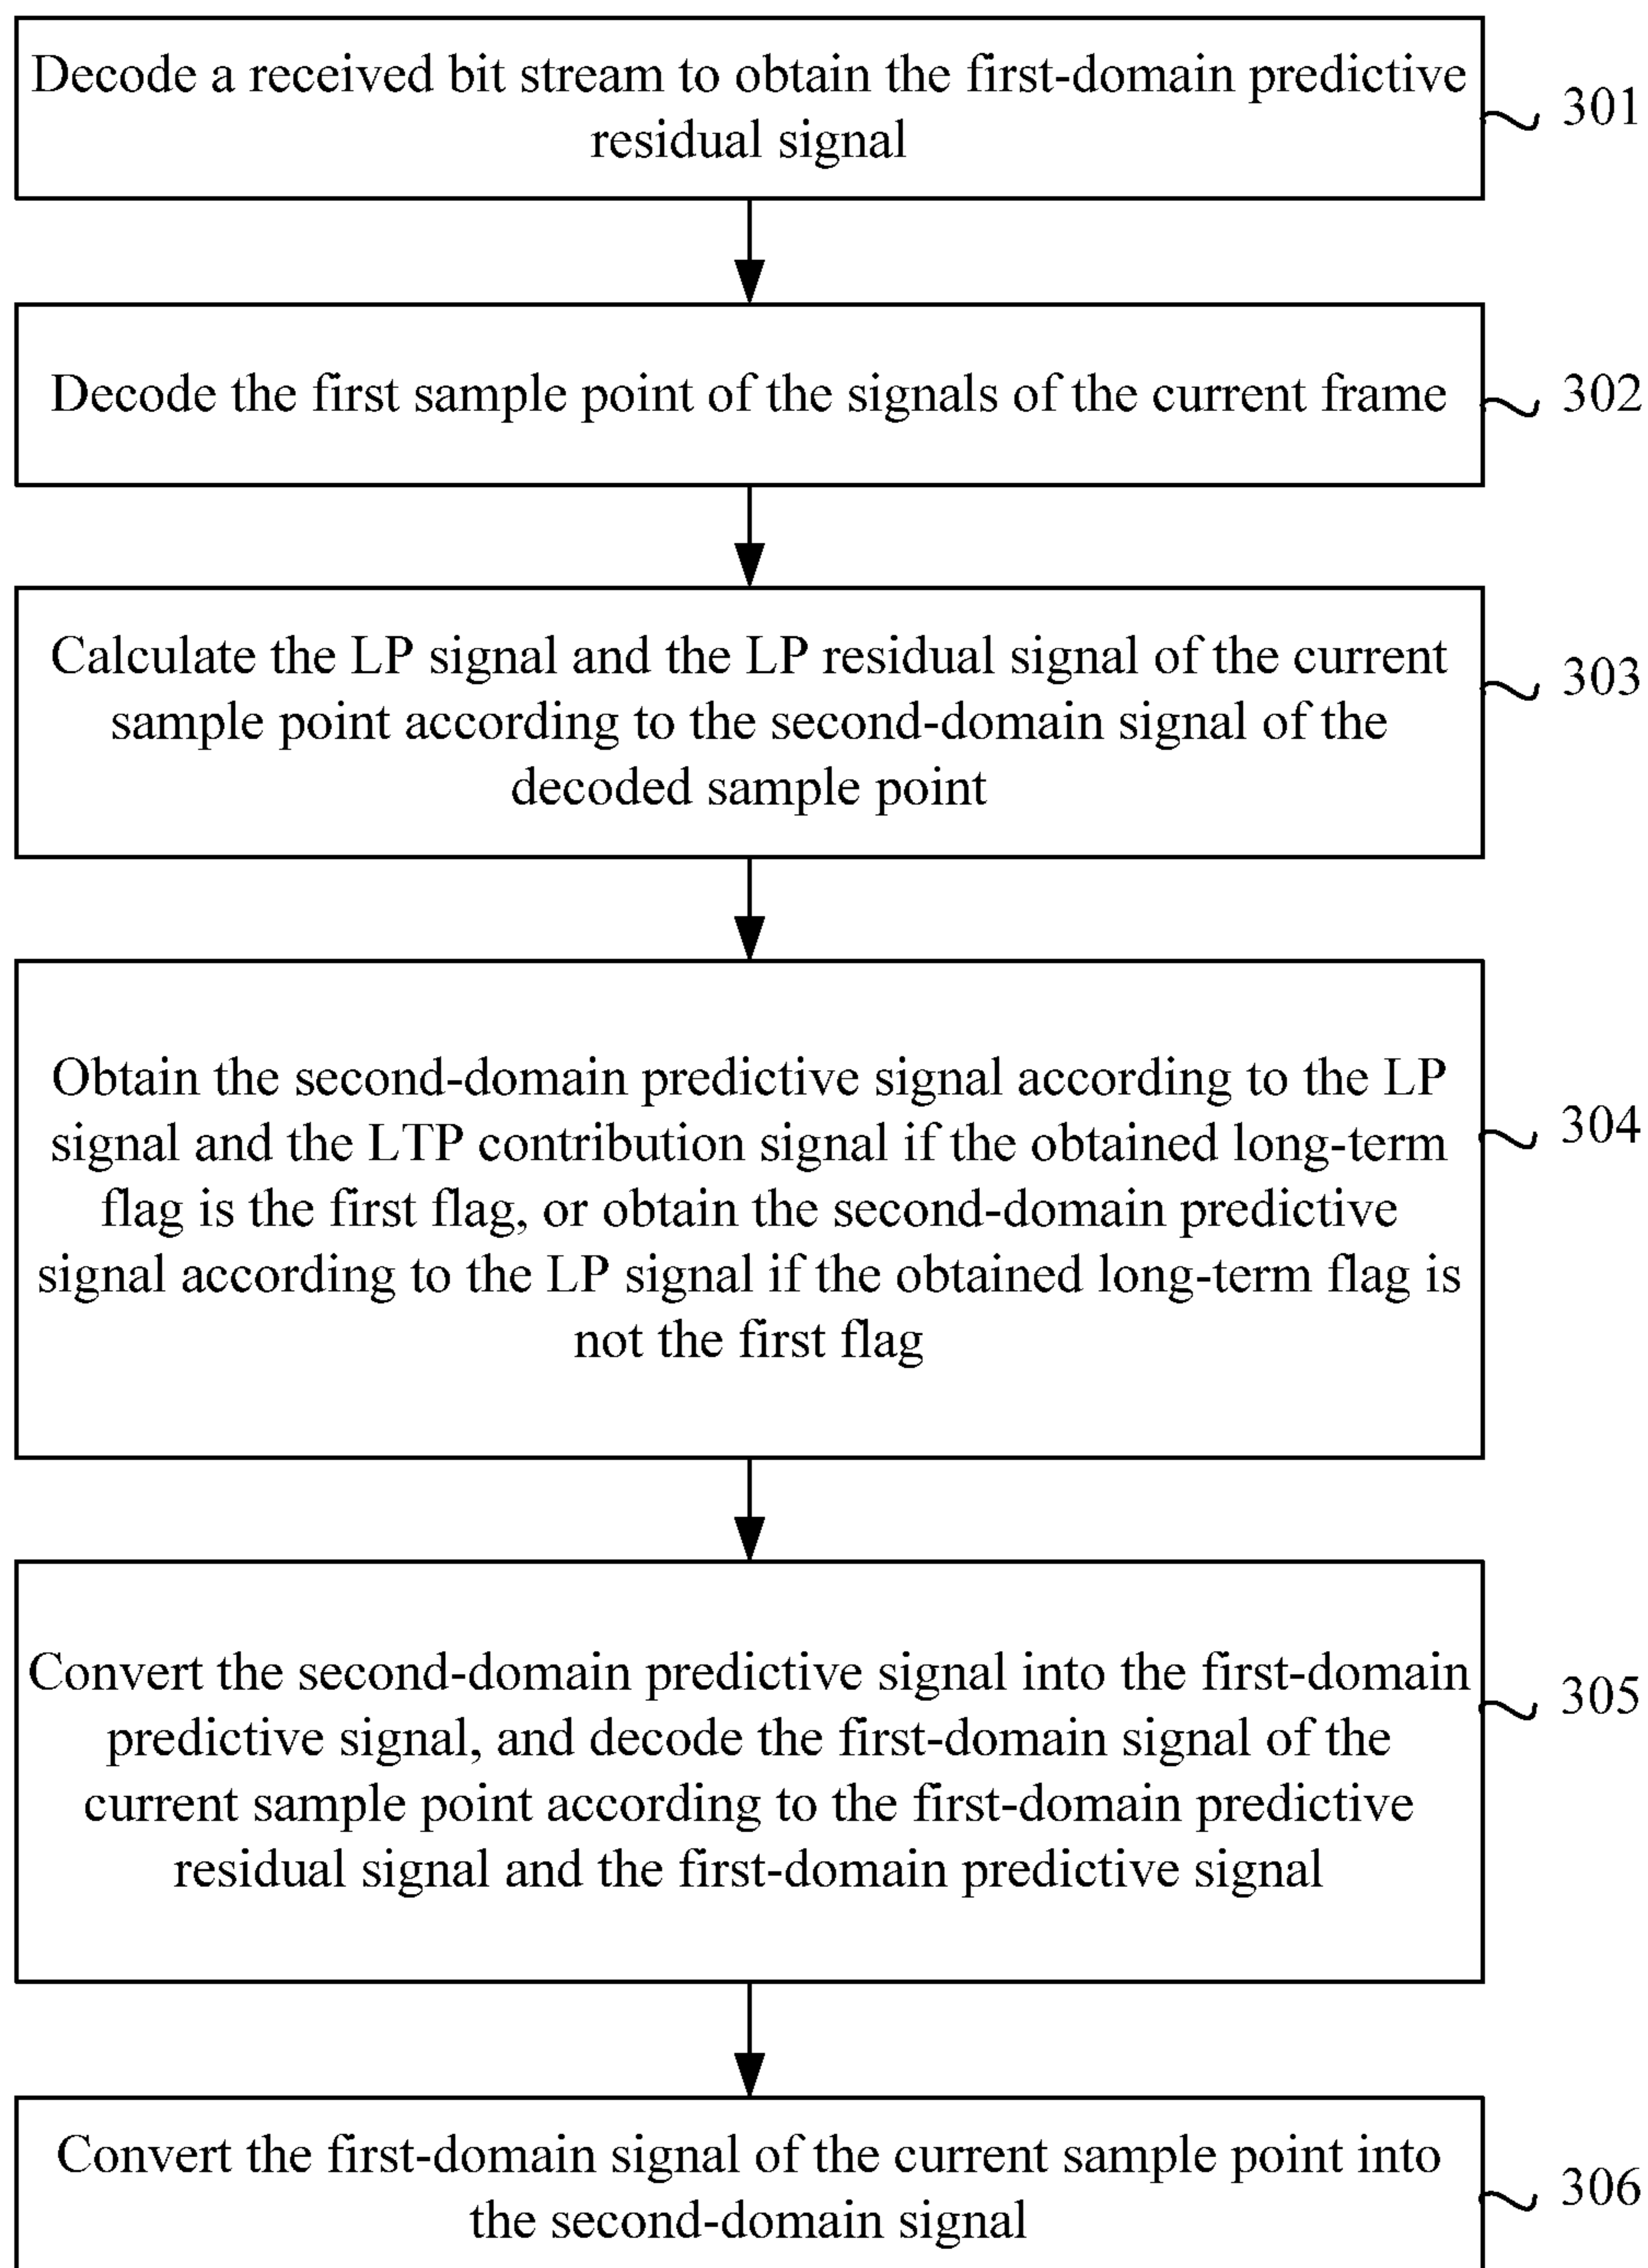 Decode a received bit stream to obtain the first-domain predictive
residual signal
301
Decode the first sample point of the signals of the current frame
302
Calculate the LP signal and the LP residual signal of the current
sample point according to the second-domain signal of the
decoded sample point
303
Obtain the second-domain predictive signal according to the LP
signal and the LTP contribution signal if the obtained long-term
flag is the first flag, or obtain the second-domain predictive
signal according to the LP signal if the obtained long-term flag is
not the first flag
304
Convert the second-domain predictive signal into the first-domain
predictive signal, and decode the first-domain signal of the
current sample point according to the first-domain predictive
residual signal and the first-domain predictive signal
305
Convert the first-domain signal of the current sample point into
the second-domain signal
306